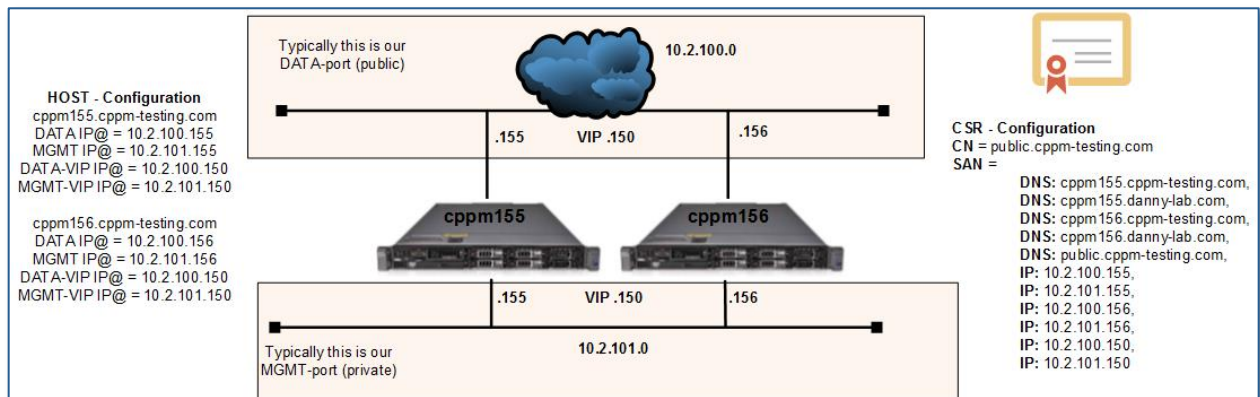 Typically this is our
DATA-port (public)
10.2.100.0
.155
VIP .150
.156
HOST - Configuration
cppm155.cppm-testing.com
DATA IP@ = 10.2.100.155
MGMT IP@ = 10.2.101.155
DATA-VIP IP@ = 10.2.100.150
MGMT-VIP IP@ = 10.2.101.150
cppm156.cppm-testing.com
DATA IP@ = 10.2.100.156
MGMT IP@ = 10.2.101.156
DATA-VIP IP@ = 10.2.100.150
MGMT-VIP IP@ = 10.2.101.150
cppm155
cppm156
.155
VIP .150
.156
10.2.101.0
Typically this is our
MGMT-port (private)
CSR - Configuration
CN = public.cppm-testing.com
SAN =
DNS: cppm155.cppm-testing.com,
DNS: cppm155.danny-lab.com,
DNS: cppm156.cppm-testing.com,
DNS: cppm156.danny-lab.com,
DNS: public.cppm-testing.com,
IP: 10.2.100.155,
IP: 10.2.101.155,
IP: 10.2.100.156,
IP: 10.2.101.156,
IP: 10.2.100.150,
IP: 10.2.101.150